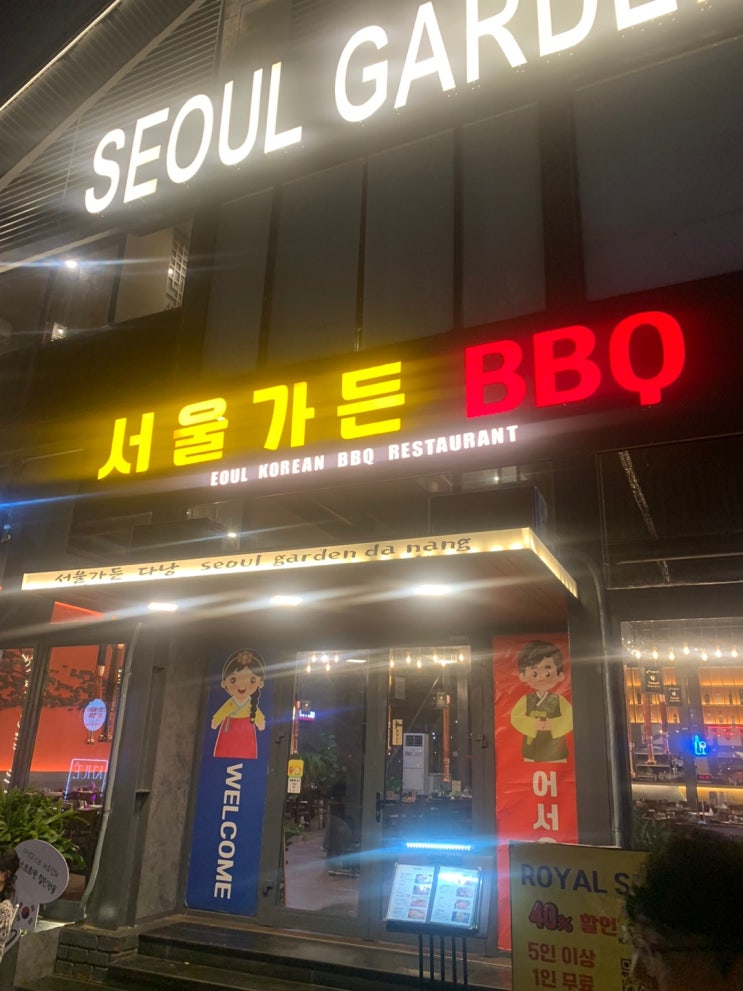 SEOUL GARDE
서울가든 BBQ
EOUL KOREAN BBQ RESTAURANT
서울가든 다낭 Seoul garden da nang
WELCOME
어서
ROYAL S
40% 할인
5인 이상
1인 무료